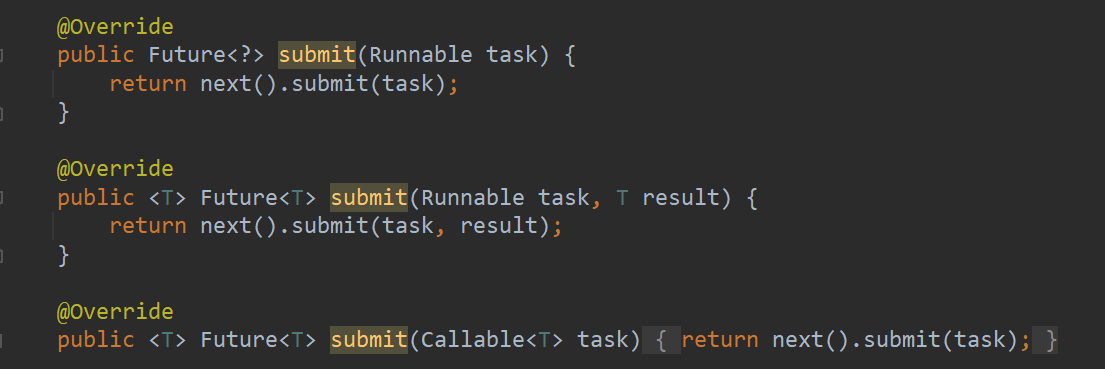 @Override
public Future<?> submit(Runnable task) {
    return next().submit(task);
}
@Override
public <T> Future<T> submit(Runnable task, T result) {
    return next().submit(task, result);
}
@Override
public <T> Future<T> submit(Callable<T> task) { return next().submit(task); }